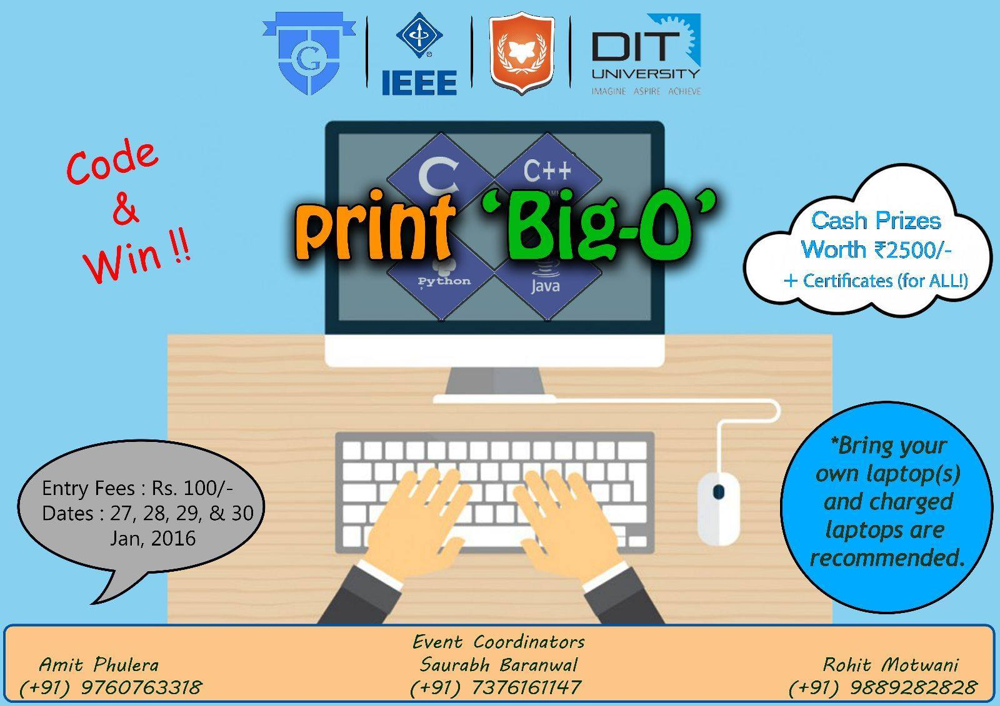 G
IEEE
DIT
UNIVERSITY
IMAGINE ASPIRE ACHIEVE
Code
&
Win !!
C
C++
print ‘Big-O’
Python
Java
Cash Prizes
Worth ₹2500/-
+ Certificates (for ALL!)
Entry Fees : Rs. 100/-
Dates : 27, 28, 29, & 30
Jan, 2016
*Bring your
own laptop(s)
and charged
laptops are
recommended.
Event Coordinators
Amit Phulera
(+91) 9760763318
Saurabh Baranwal
(+91) 7376161147
Rohit Motwani
(+91) 9889282828